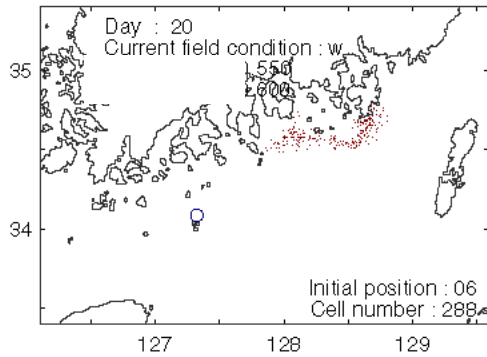 Day : 20
Current field condition : w
550
600
35
34
Initial position : 06
Cell number : 288
127 128 129